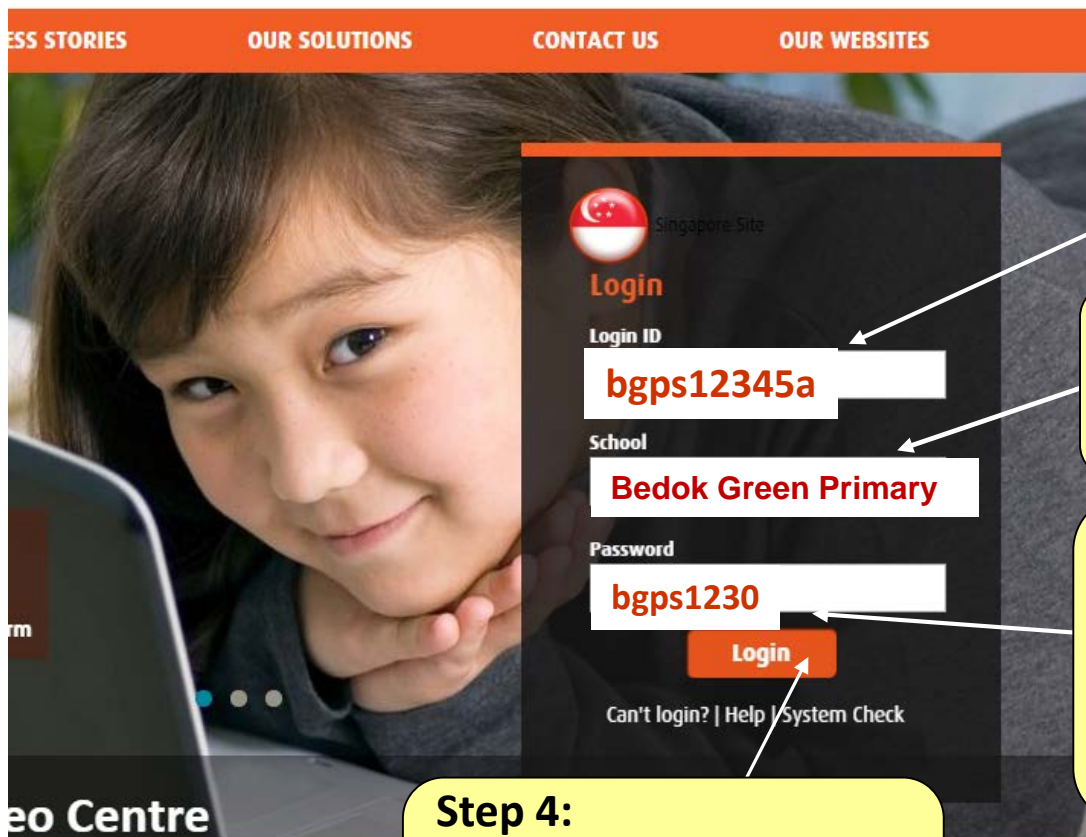 ESS STORIES OUR SOLUTIONS CONTACT US OUR WEBSITES
Singapore Site
Login
Login ID
bgps12345a
School
Bedok Green Primary
Password
bgps1230
rm
Login
Can't login? | Help | System Check
eo Centre
Step 4: